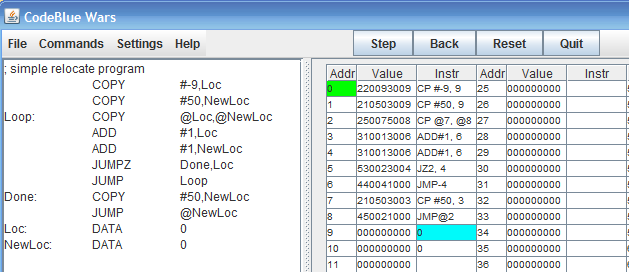 CodeBlue Wars
File Commands Settings Help Step Back Reset Quit
; simple relocate program
COPY #-9,Loc
COPY #50,NewLoc
Loop: COPY @Loc,@NewLoc
ADD #1,Loc
ADD #1,NewLoc
JUMPZ Done,Loc
JUMP Loop
Done: COPY #50,NewLoc
JUMP @NewLoc
Loc: DATA 0
NewLoc: DATA 0
Addr Value Instr Addr Value Instr
0 220093009 CP #-9, 9 25 000000000
1 210503009 CP #50, 9 26 000000000
2 250075008 CP @7, @8 27 000000000
3 310013006 ADD#1, 6 28 000000000
4 310013006 ADD#1, 6 29 000000000
5 530023004 JZ2, 4 30 000000000
6 440041000 JMP-4 31 000000000
7 210503003 CP #50, 3 32 000000000
8 450021000 JMP@2 33 000000000
9 000000000 0 34 000000000
10 000000000 0 35 000000000
11 000000000 36 000000000